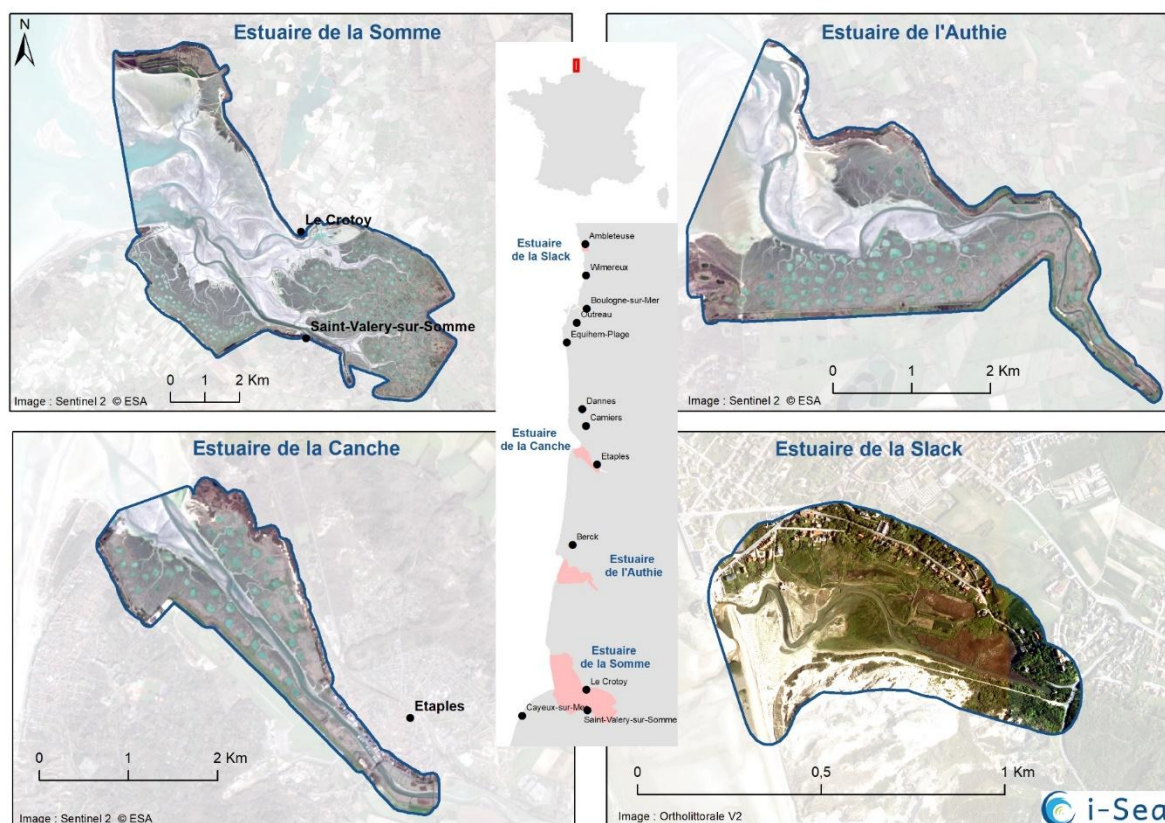 Estuaire de la Somme
N
Le Crotoy
Saint-Valery-sur-Somme
0 1 2 Km
Image : Sentinel 2 © ESA
Estuaire de l'Authie
0 1 2 Km
Image : Sentinel 2 © ESA
Estuaire
de la Slack
Ambleteuse
Wimereux
Boulogne-sur-Mer
Outreau
Equihem-Plage
Dannes
Camiers
Estuaire
de la Canche
Etaples
Berck
Estuaire
de l'Authie
Estuaire
de la Somme
Le Crotoy
Cayeux-sur-Mer
Saint-Valery-sur-Somme
Estuaire de la Canche
Etaples
0 1 2 Km
Image : Sentinel 2 © ESA
Estuaire de la Slack
0 0,5 1 Km
Image : Ortholittorale V2
i-Sea